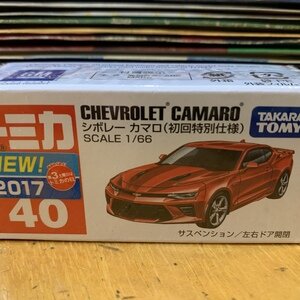 GM
トミカ
NEW!
2017
40
CHEVROLET CAMARO
シボレー カマロ(初回特別仕様)
SCALE 1/66
TAKARA
TOMY
サスペンション/左右ドア開閉